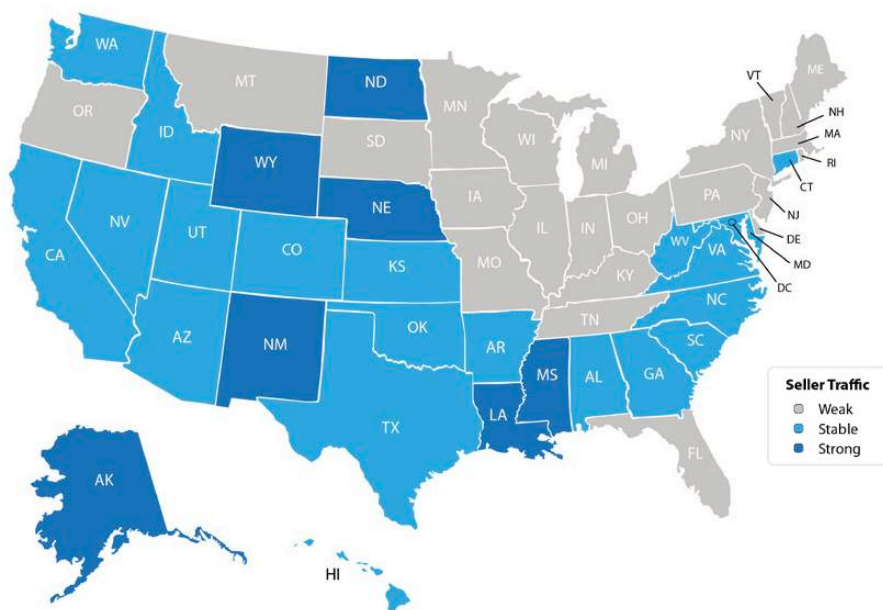 WA
MT
ND
MN
VT
ME
OR
ID
SD
WI
NY
NH
MA
RI
CT
WY
MI
IA
PA
NJ
NE
NV
UT
CO
IL
IN
OH
DE
CA
KS
MO
KY
WV
VA
MD
DC
AZ
NM
OK
AR
TN
NC
SC
MS
AL
GA
LA
TX
FL
AK
HI
Seller Traffic
Weak
Stable
Strong